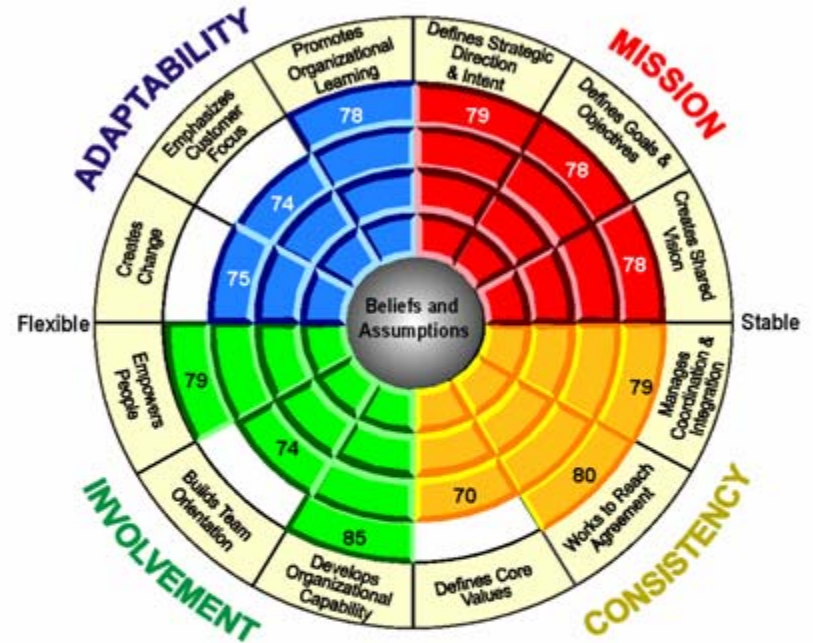 ADAPTABILITY
MISSION
Promotes
Organizational
Learning
Defines Strategic
Direction
& Intent
Emphasizes
Customer
Focus
Defines Goals &
Objectives
Creates
Change
Creates Shared
Vision
78
79
74
78
75
78
Flexible
Beliefs and
Assumptions
Stable
79
79
74
70
80
85
Empowers
People
Manages
Coordination &
Integration
Builds Team
Orientation
Works to Reach
Agreement
Develops
Organizational
Capability
Defines Core
Values
INVOLVEMENT
CONSISTENCY